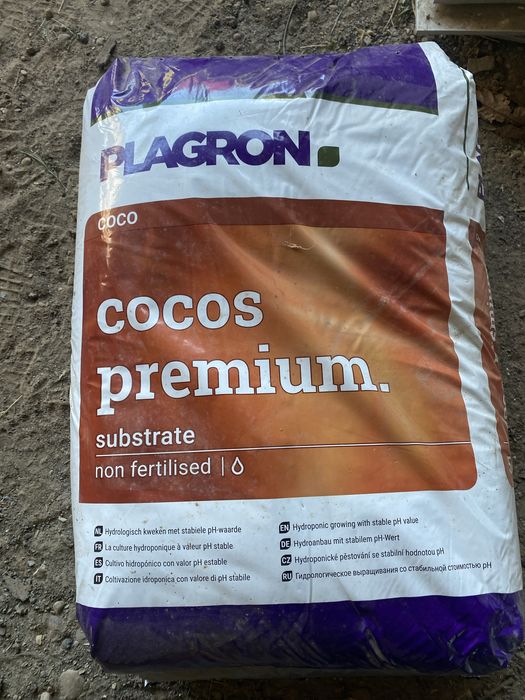 PLAGRON
coco
cocos
premium.
substrate
non fertilised
NL Hydrologisch kweken met stabiele pH-waarde
FR La culture hydroponique à valeur pH stable.
ES Cultivo hidropónico con valor pH estable
IT Coltivazione idroponica con valore di pH stabile
EN Hydroponic growing with stable pH value
DE Hydroanbau mit stabilem pH-Wert
CZ Hydroponické pěstování se stabilní hodnotou pH
RU Гидрологическое выращивания со стабильной стоимостью pH